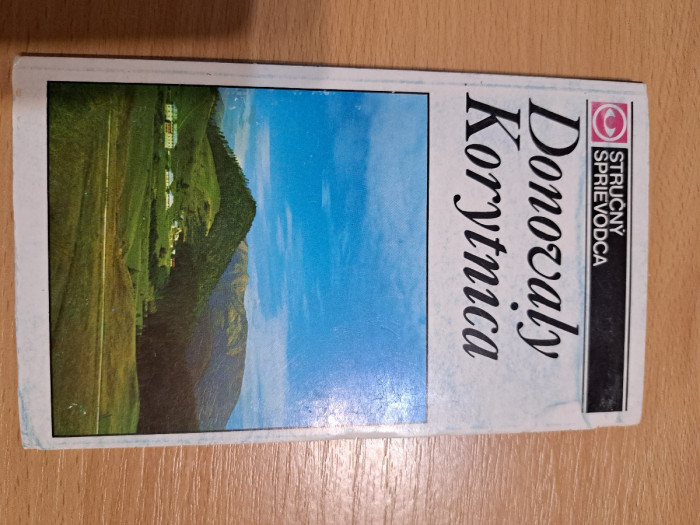 STRUČNÝ
SPRIEVODCA
Donovaly
Korytnica